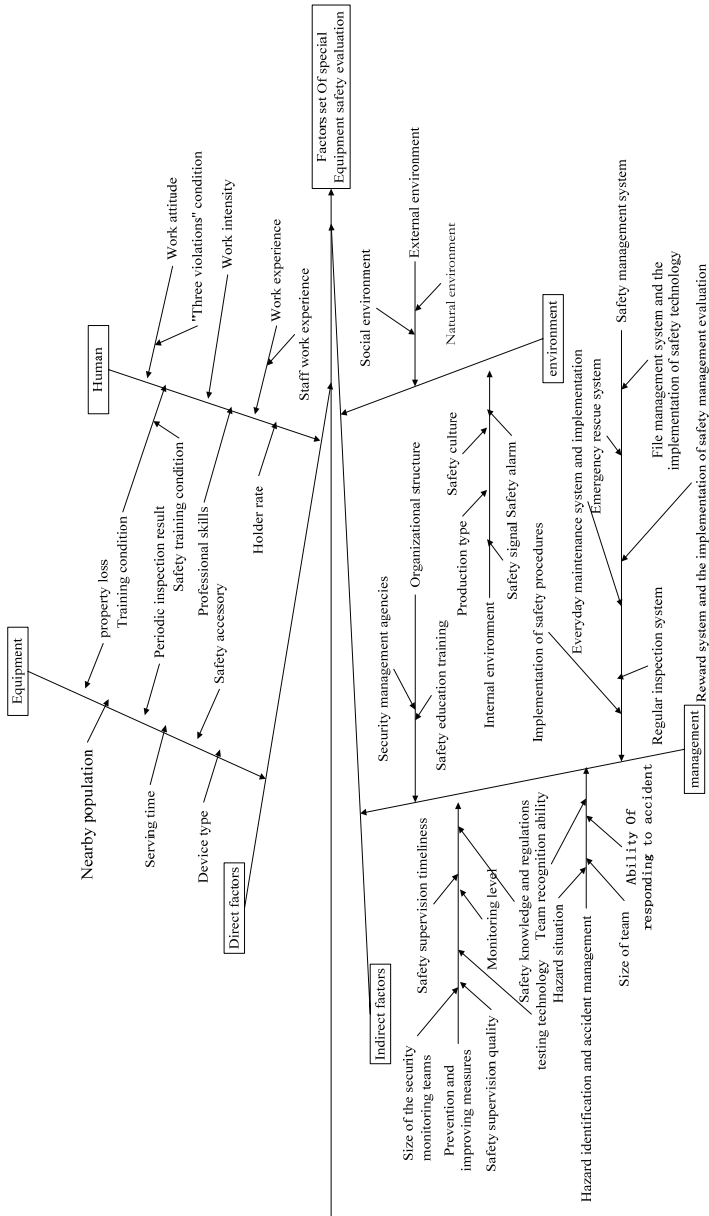 Factors set Of special
Equipment safety evaluation
Human
Work attitude
"Three violations" condition
Work intensity
Work experience
Staff work experience
Training condition
Safety training condition
Professional skills
Holder rate
Equipment
property loss
Periodic inspection result
Safety accessory
Nearby population
Serving time
Device type
Direct factors
Social environment
External environment
Natural environment
environment
Safety culture
Production type
Internal environment
Safety signal
Safety alarm
Security management agencies
Organizational structure
Safety education training
Implementation of safety procedures
Everyday maintenance system and implementation
Emergency rescue system
Safety management system
File management system and the
implementation of safety technology
Regular inspection system
Reward system and the implementation of safety management evaluation
management
Indirect factors
Safety supervision timeliness
Monitoring level
Size of the security
monitoring teams
Prevention and
improving measures
Safety supervision quality
testing technology
Safety knowledge and regulations
Team recognition ability
Hazard situation
Hazard identification and accident management
Size of team
Ability Of
responding to accident